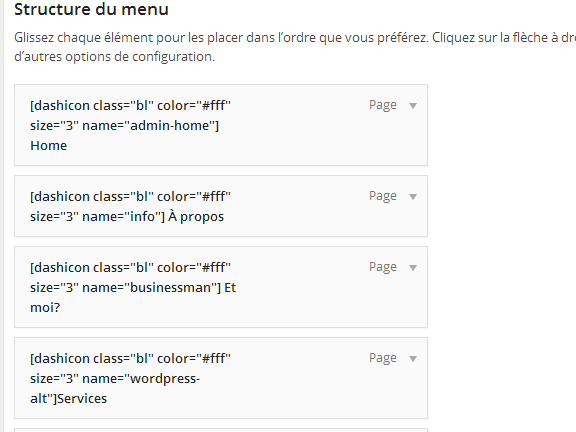 Structure du menu
Glissez chaque élément pour les placer dans l'ordre que vous préférez. Cliquez sur la flèche à
d'autres options de configuration.
[dashicon class="bl" color="#fff" Page
size="3" name="admin-home"]
Home
[dashicon class="bl" color="#fff" Page
size="3" name="info"] À propos
[dashicon class="bl" color="#fff" Page
size="3" name="businessman"] Et
moi?
[dashicon class="bl" color="#fff" Page
size="3" name="wordpress-
alt"]Services